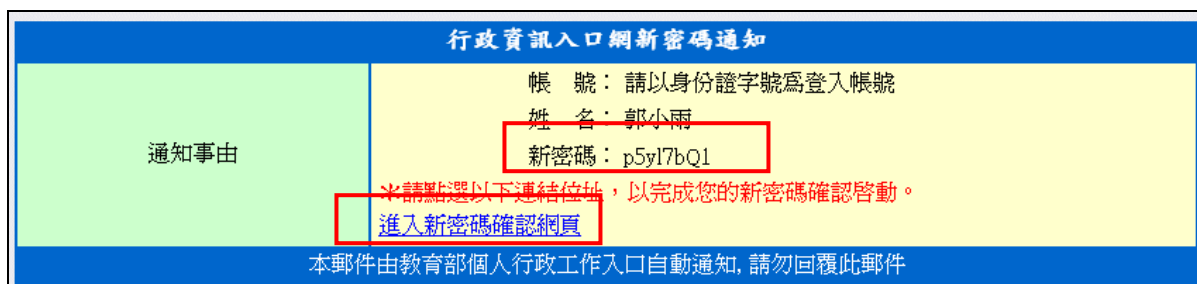 行政資訊入口網新密碼通知
帳　號：請以身份證字號為登入帳號
姓　名：郭小雨
通知事由
新密碼：p5yl7bQ1
＊請點選以下連結位址，以完成您的新密碼確認啓動。
進入新密碼確認網頁
本郵件由教育部個人行政工作入口自動通知, 請勿回覆此郵件